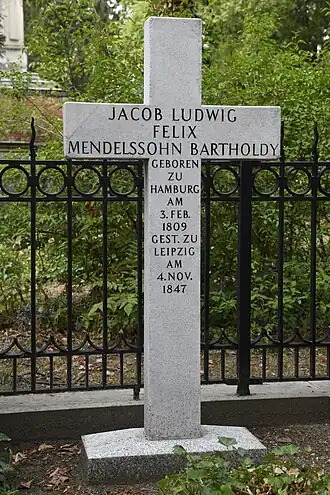 JACOB LUDWIG
FELIX
MENDELSSOHN BARTHOLDY
GEBOREN
ZU
HAMBURG
AM
3. FEB.
1809
GEST. ZU
LEIPZIG
AM
4. NOV.
1847